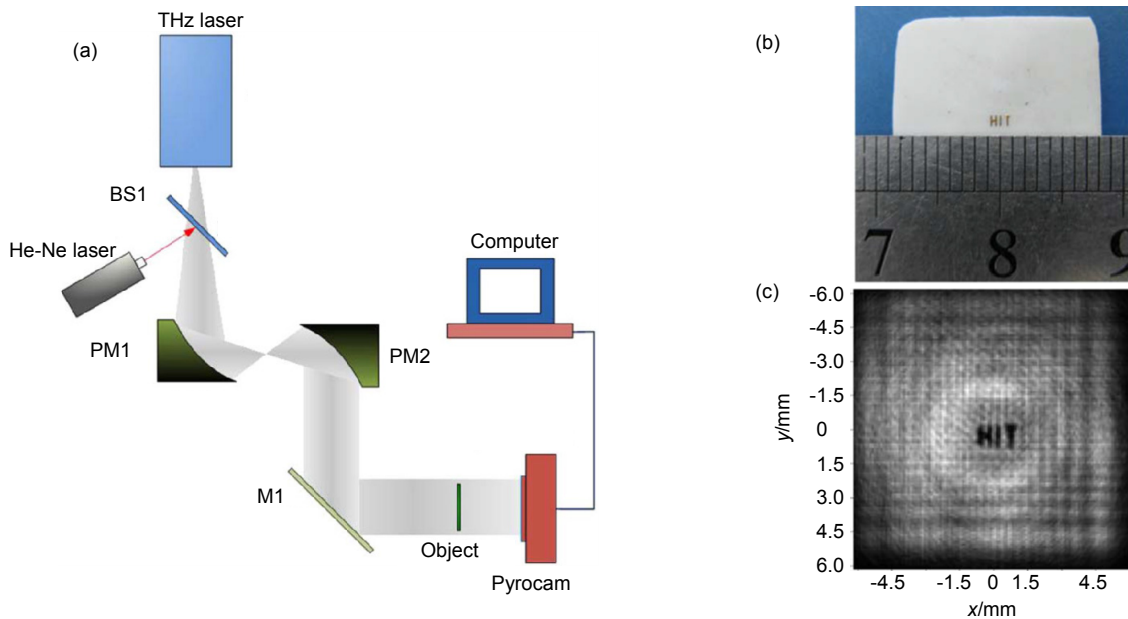 THz laser
(a)
BS1
He-Ne laser
Computer
PM1
PM2
M1
Object
Pyrocam
(b)
HIT
7 8 9
(c)
-6.0
-4.5
-3.0
-1.5
0
1.5
3.0
4.5
6.0
y/mm
HIT
-4.5 -1.5 0 1.5 4.5
x/mm